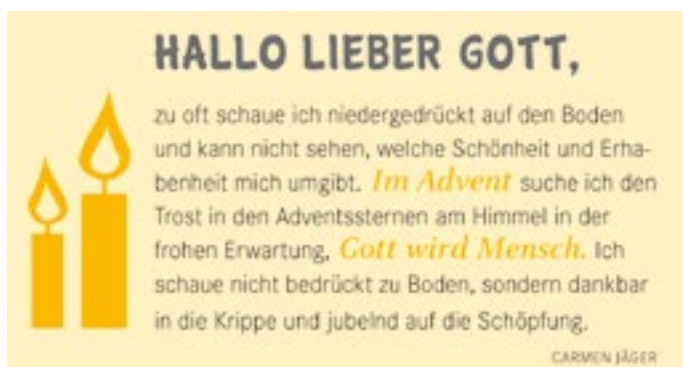 HALLO LIEBER GOTT,
zu oft schaue ich niedergedrückt auf den Boden
und kann nicht sehen, welche Schönheit und Erha-
benheit mich umgibt. Im Advent suche ich den
Trost in den Adventssternen am Himmel in der
frohen Erwartung, Gott wird Mensch. Ich
schaue nicht bedrückt zu Boden, sondern dankbar
in die Krippe und jubelnd auf die Schöpfung.
CARMEN JÄGER